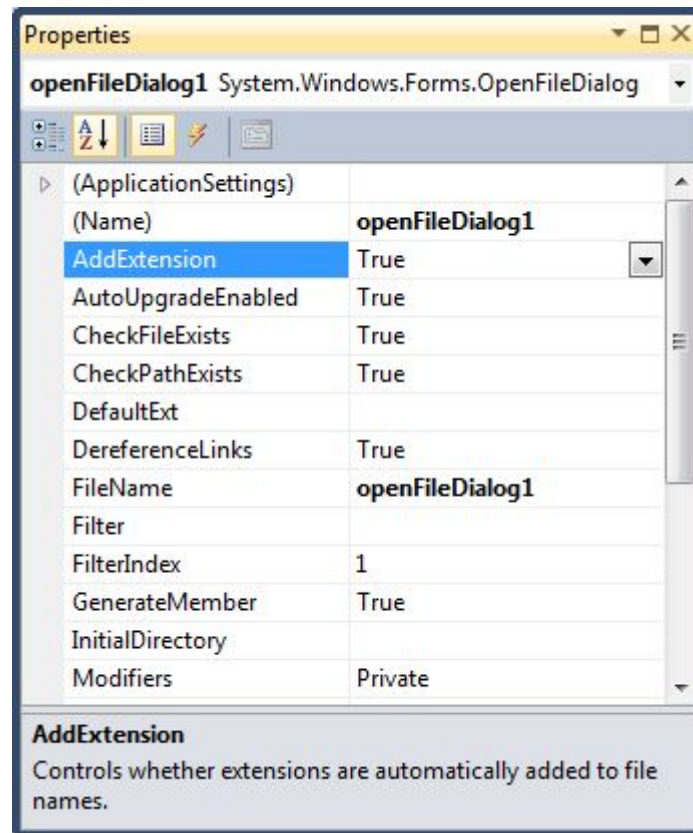 Properties
openFileDialog1 System.Windows.Forms.OpenFileDialog
A Z
(ApplicationSettings)
(Name) openFileDialog1
AddExtension True
AutoUpgradeEnabled True
CheckFileExists True
CheckPathExists True
DefaultExt
DereferenceLinks True
FileName openFileDialog1
Filter
FilterIndex 1
GenerateMember True
InitialDirectory
Modifiers Private
AddExtension
Controls whether extensions are automatically added to file
names.